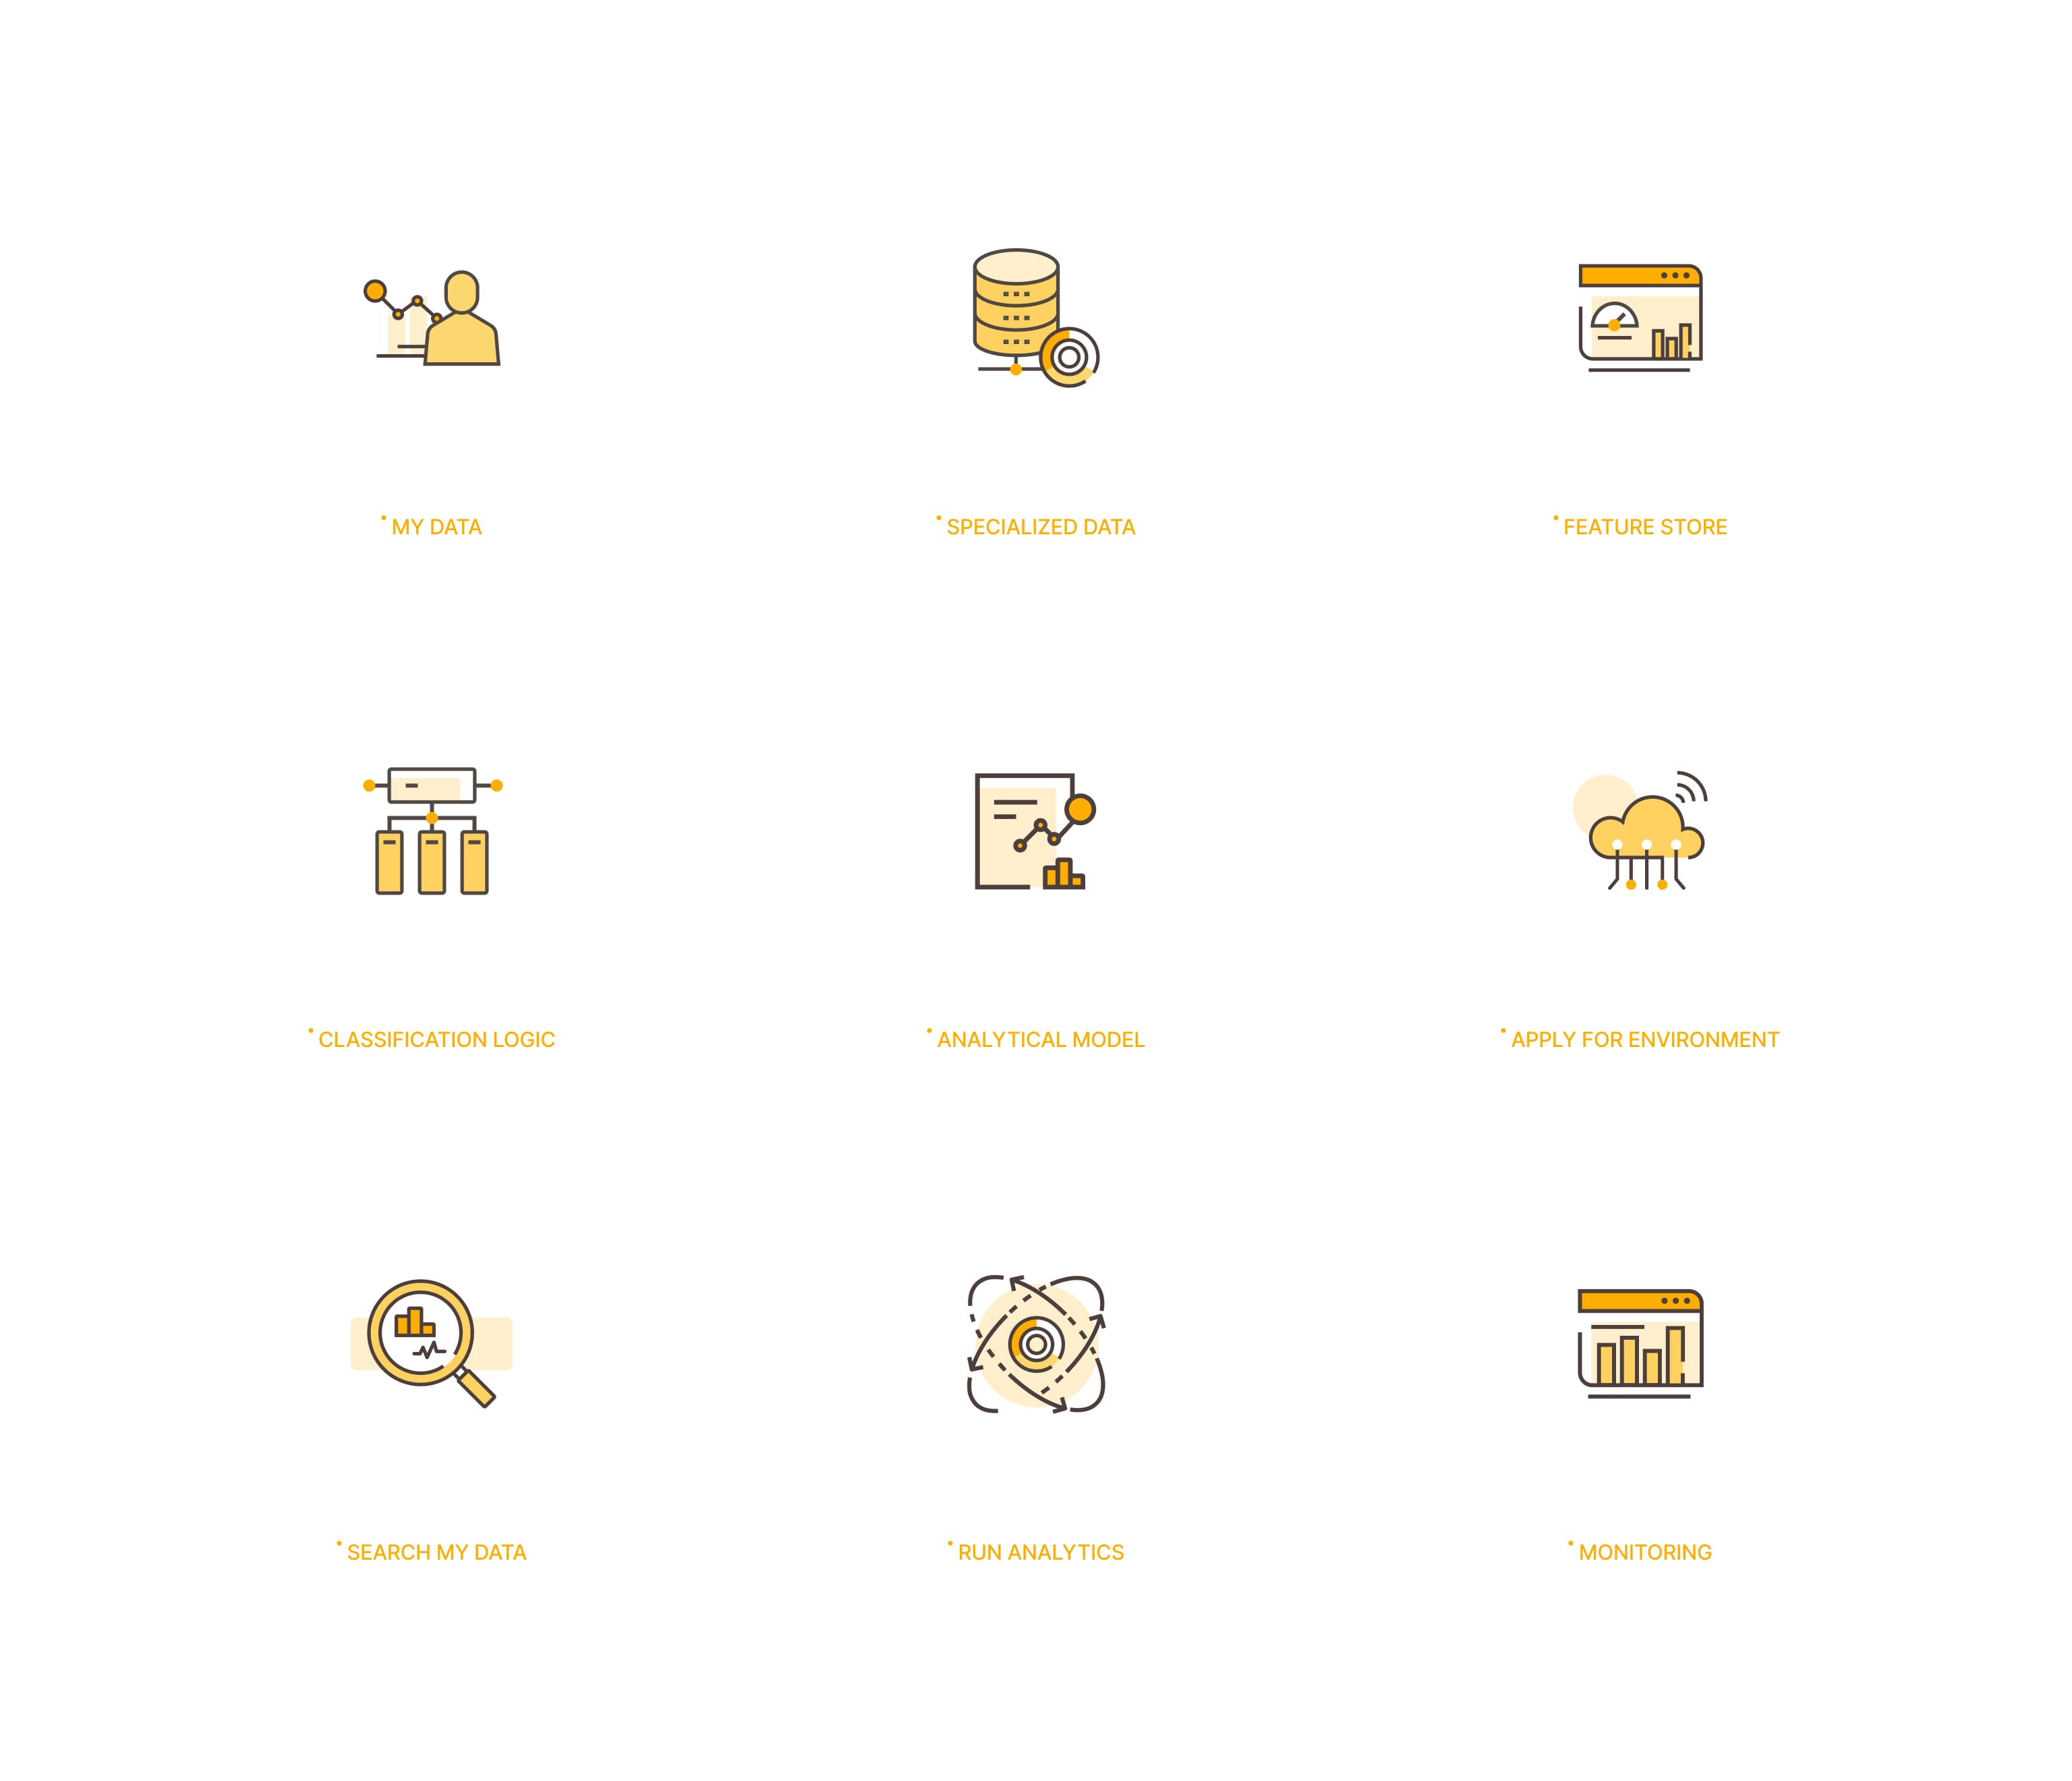 MY DATA
SPECIALIZED DATA
FEATURE STORE
CLASSIFICATION LOGIC
ANALYTICAL MODEL
APPLY FOR ENVIRONMENT
SEARCH MY DATA
RUN ANALYTICS
MONITORING